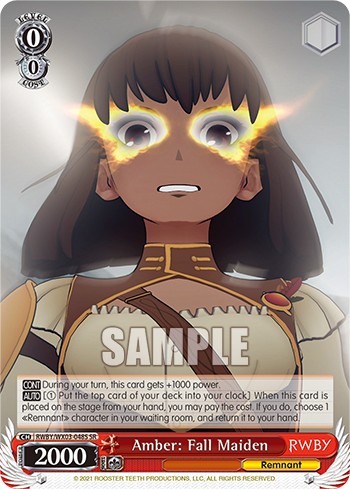 LEVEL
0
0
COST
SAMPLE
CONT During your turn, this card gets +1000 power.
AUTO [① Put the top card of your deck into your clock] When this card is
placed on the stage from your hand, you may pay the cost. If you do, choose 1
«Remnant» character in your waiting room, and return it to your hand.
CH RWBY/WX03-048S SR
Amber: Fall Maiden
RWBY
POWER 2000
Remnant
© 2021 ROOSTER TEETH PRODUCTIONS, LLC, ALL RIGHTS RESERVED.